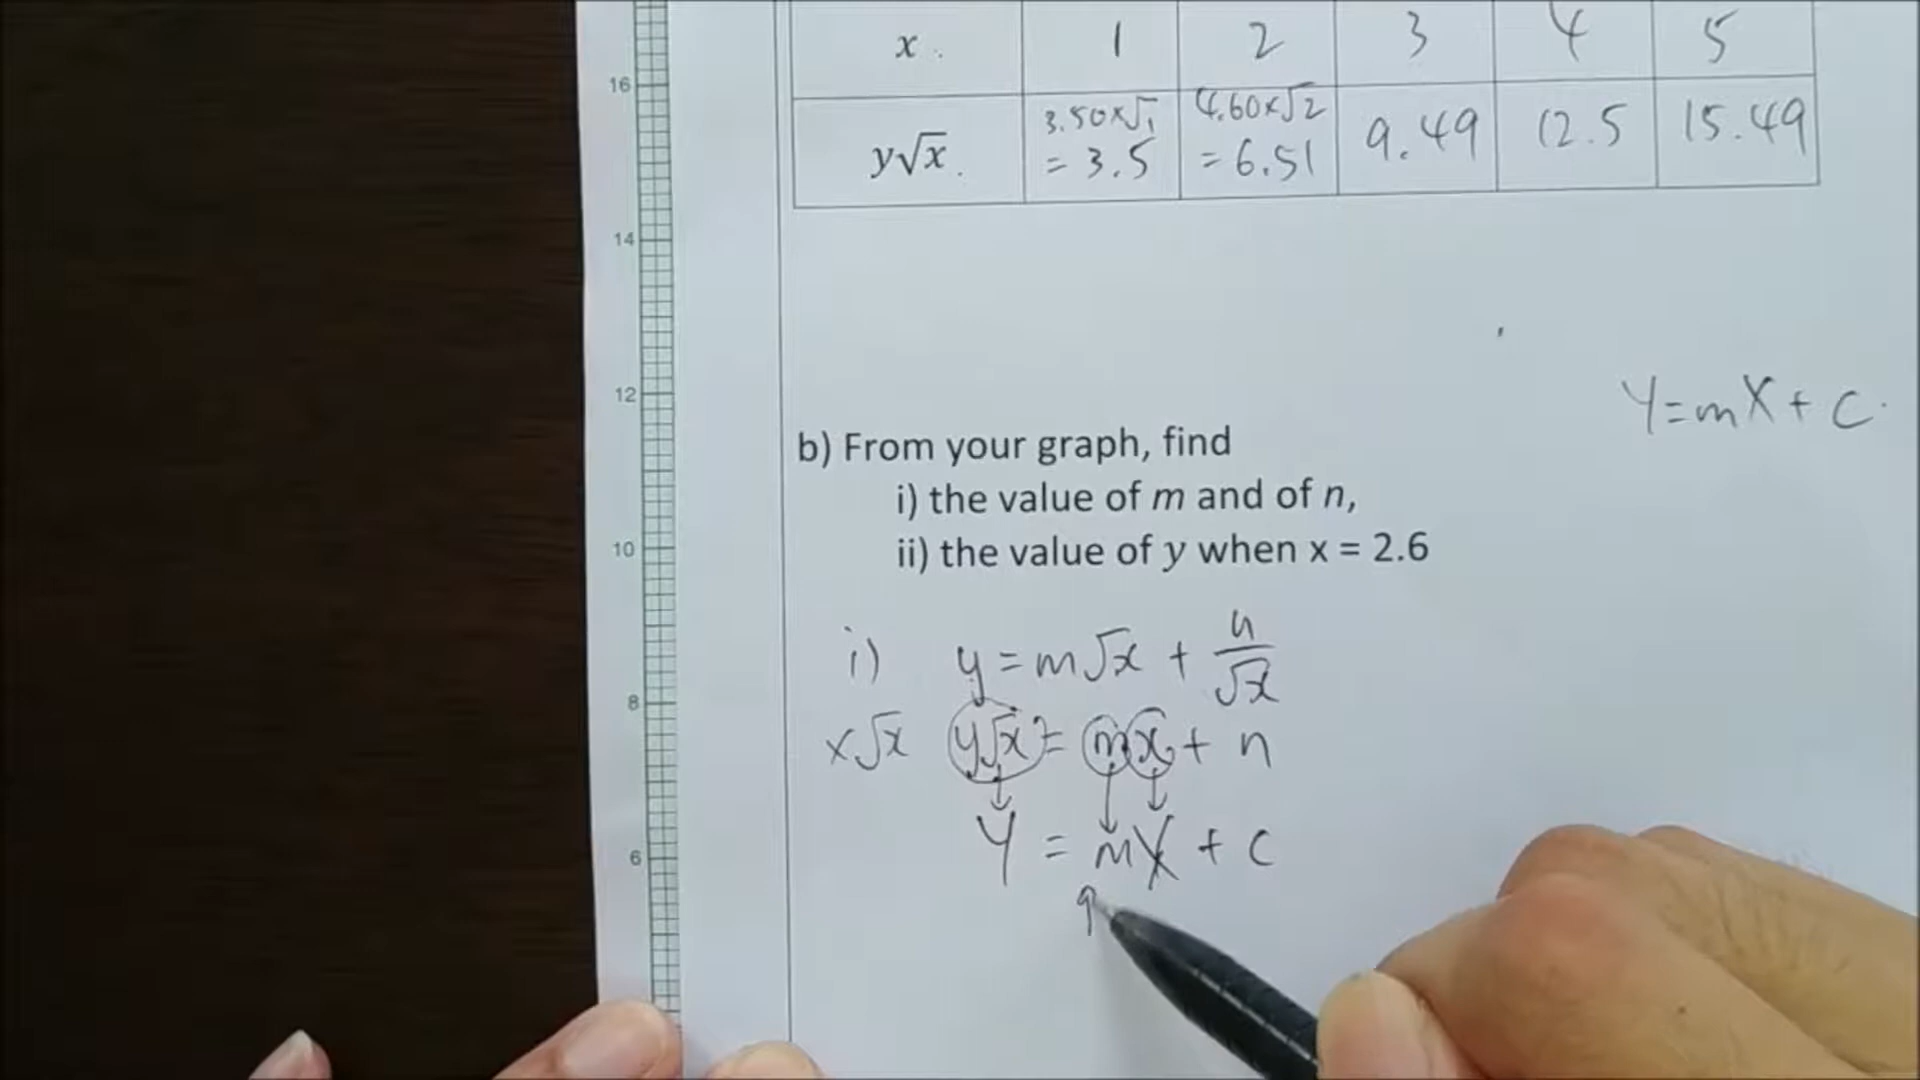 x 1 2 3 4 5
y√x 3.50×√1 = 3.5 4.60×√2 = 6.51 9.49 12.5 15.49
16
14
12
10
8
6
Y = mX + c
b) From your graph, find
i) the value of m and of n,
ii) the value of y when x = 2.6
i) y = m√x + n/√x
×√x y√x = mx + n
Y = mX + c